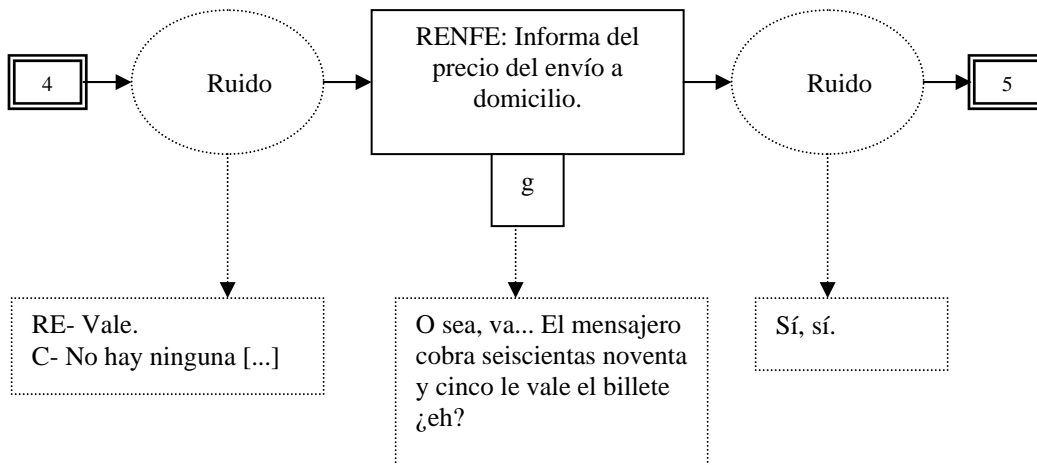 4
Ruido
RENFE: Informa del
precio del envío a
domicilio.
Ruido
5
g
RE- Vale.
C- No hay ninguna [...]
O sea, va... El mensajero
cobra seiscientas noventa
y cinco le vale el billete
¿eh?
Sí, sí.